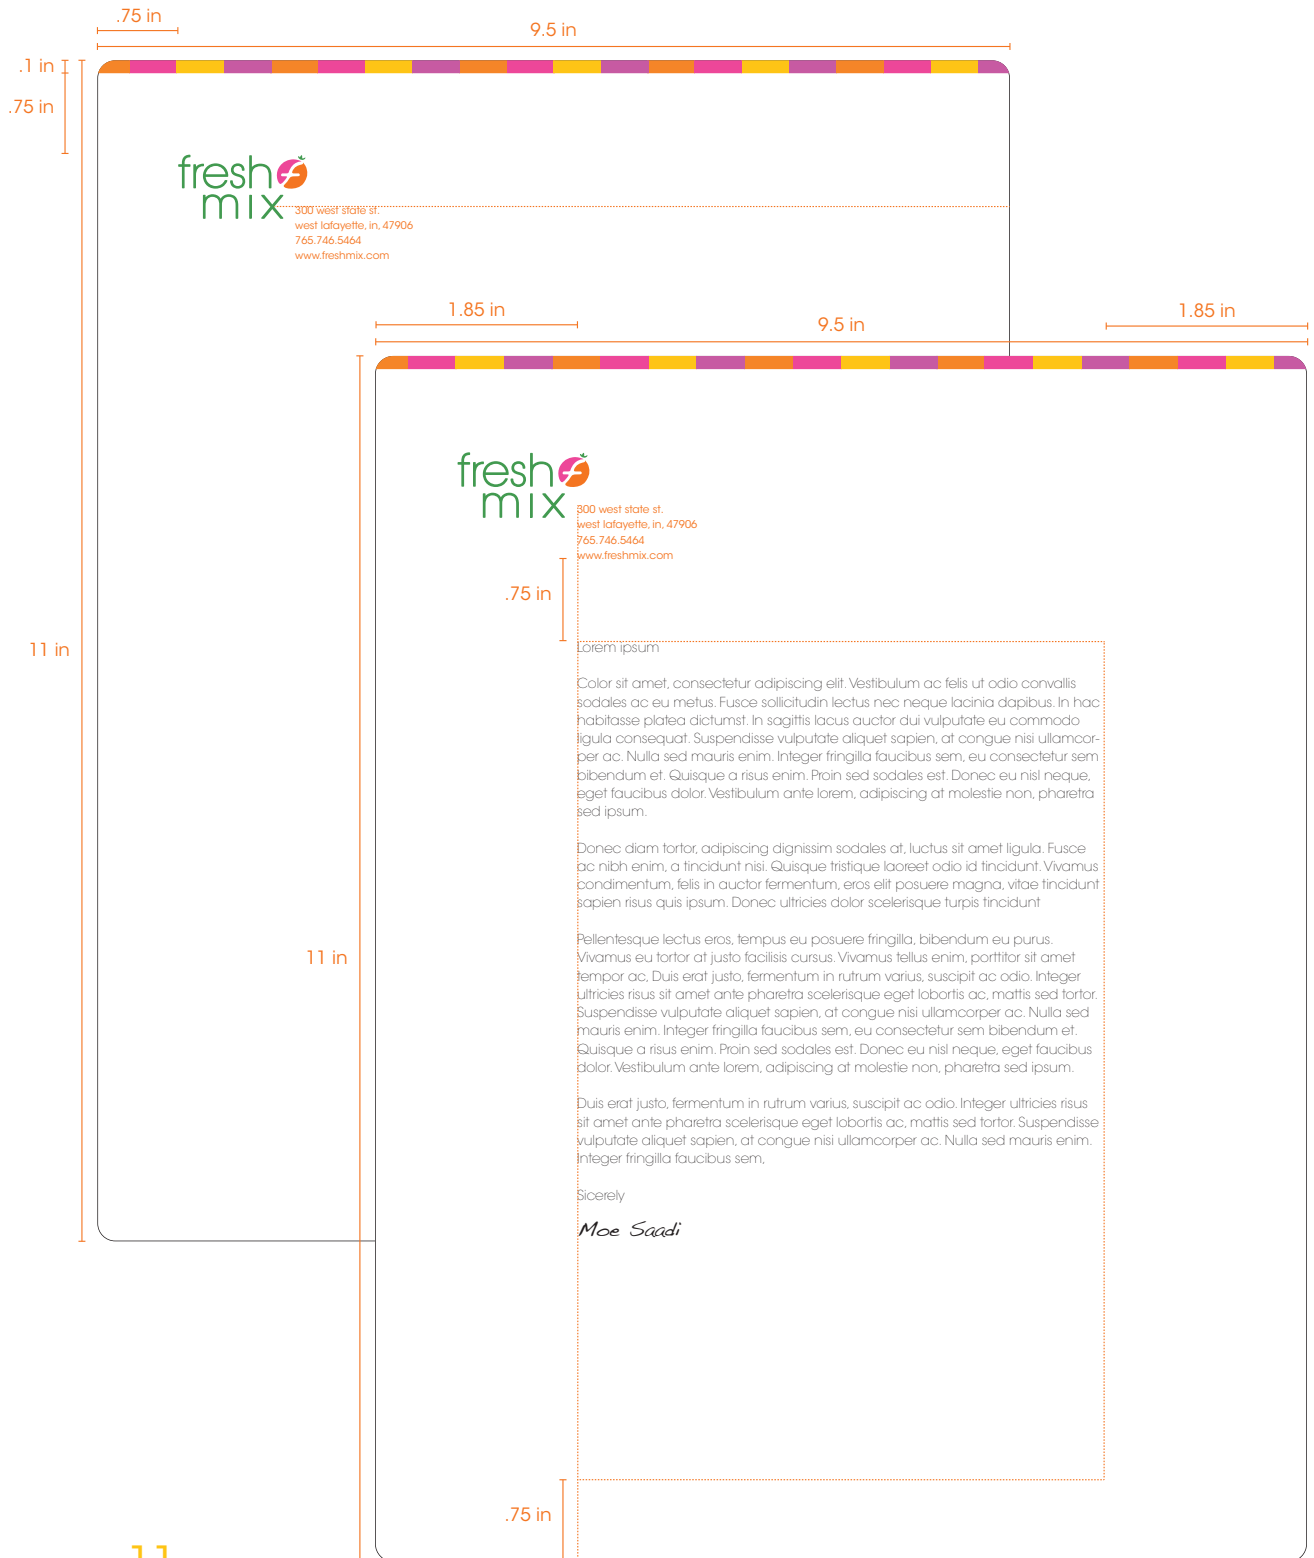 .75 in
9.5 in
.1 in
.75 in
fresh
mix
300 west state st.
west lafayette, in, 47906
765.746.5464
www.freshmix.com
11 in
1.85 in
9.5 in
1.85 in
fresh
mix
300 west state st.
west lafayette, in, 47906
765.746.5464
www.freshmix.com
.75 in
11 in
Lorem ipsum
Color sit amet, consectetur adipiscing elit. Vestibulum ac felis ut odio convallis
sodales ac eu metus. Fusce sollicitudin lectus nec neque lacinia dapibus. In hac
habitasse platea dictumst. In sagittis lacus auctor dui vulputate eu commodo
ligula consequat. Suspendisse vulputate aliquet sapien, at congue nisi ullamcor-
per ac. Nulla sed mauris enim. Integer fringilla faucibus sem, eu consectetur sem
bibendum et. Quisque a risus enim. Proin sed sodales est. Donec eu nisl neque,
eget faucibus dolor. Vestibulum ante lorem, adipiscing at molestie non, pharetra
sed ipsum.
Donec diam tortor, adipiscing dignissim sodales at, luctus sit amet ligula. Fusce
ac nibh enim, a tincidunt nisi. Quisque tristique laoreet odio id tincidunt. Vivamus
condimentum, felis in auctor fermentum, eros elit posuere magna, vitae tincidunt
sapien risus quis ipsum. Donec ultricies dolor scelerisque turpis tincidunt
Pellentesque lectus eros, tempus eu posuere fringilla, bibendum eu purus.
Vivamus eu tortor at justo facilisis cursus. Vivamus tellus enim, porttitor sit amet
tempor ac, Duis erat justo, fermentum in rutrum varius, suscipit ac odio. Integer
ultricies risus sit amet ante pharetra scelerisque eget lobortis ac, mattis sed tortor.
Suspendisse vulputate aliquet sapien, at congue nisi ullamcorper ac. Nulla sed
mauris enim. Integer fringilla faucibus sem, eu consectetur sem bibendum et.
Quisque a risus enim. Proin sed sodales est. Donec eu nisl neque, eget faucibus
dolor. Vestibulum ante lorem, adipiscing at molestie non, pharetra sed ipsum.
Duis erat justo, fermentum in rutrum varius, suscipit ac odio. Integer ultricies risus
sit amet ante pharetra scelerisque eget lobortis ac, mattis sed tortor. Suspendisse
vulputate aliquet sapien, at congue nisi ullamcorper ac. Nulla sed mauris enim.
Integer fringilla faucibus sem,
Sicerely
Moe Saadi
.75 in
11